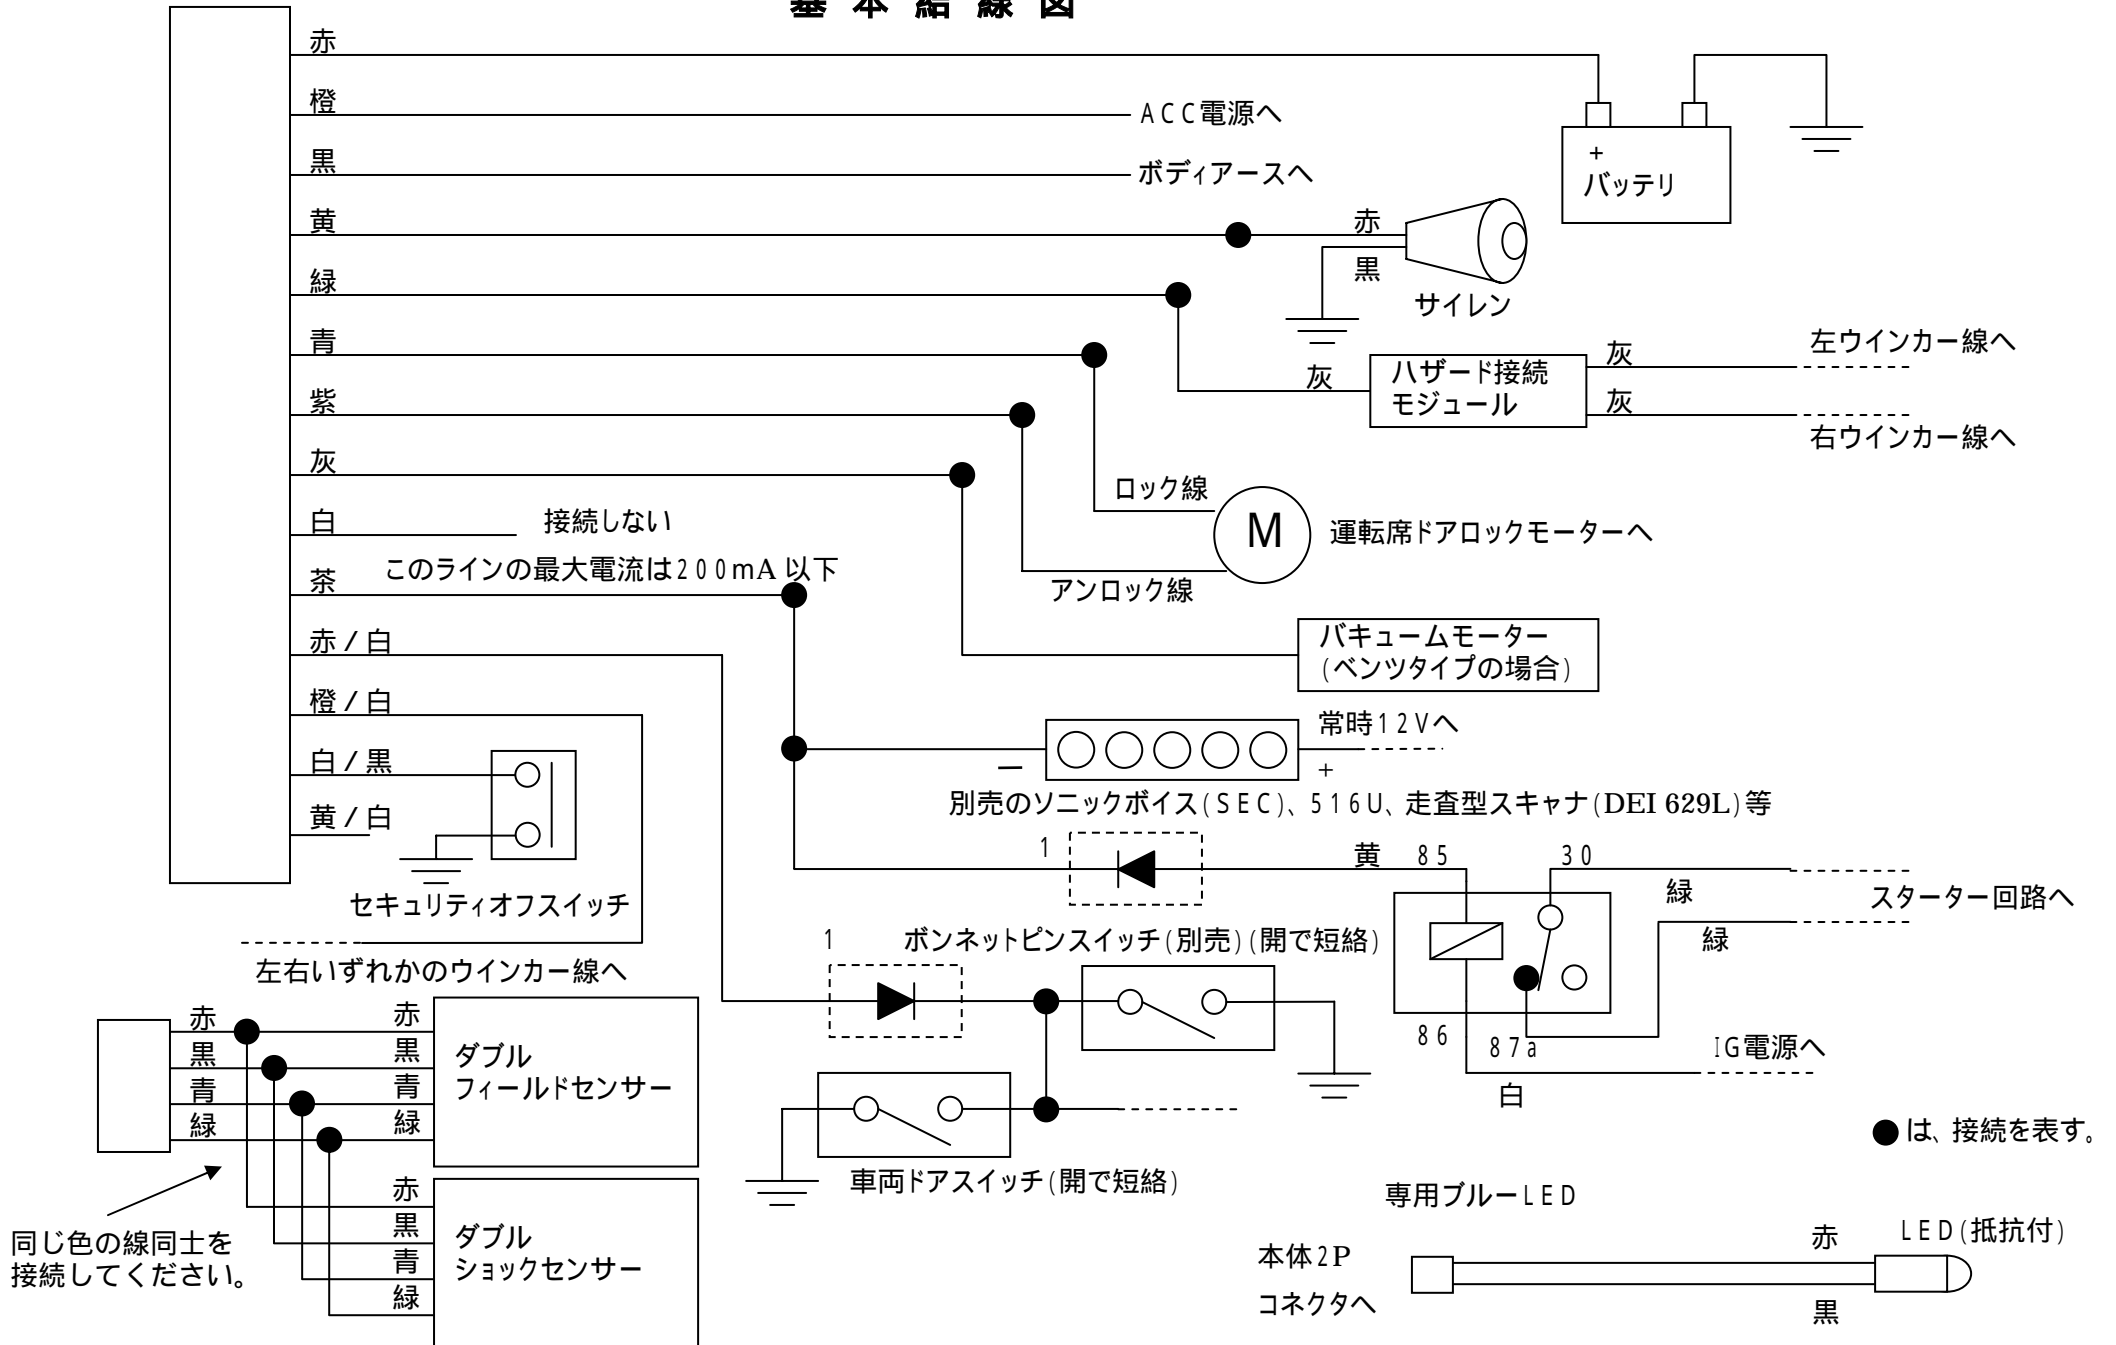 基本結線図
赤
橙
ACC電源へ
黒
ボディアースへ
+
バッテリ
黄
赤
黒
サイレン
緑
青
灰
ハザード接続
モジュール
灰
灰
左ウインカー線へ
右ウインカー線へ
紫
灰
ロック線
M
運転席ドアロックモーターへ
アンロック線
白
接続しない
このラインの最大電流は200mA 以下
茶
赤/白
バキュームモーター
(ベンツタイプの場合)
橙/白
常時12Vへ
白/黒
－
+
黄/白
別売のソニックボイス(SEC)、516U、走査型スキャナ(DEI 629L)等
1
黄
85
30
緑
緑
スターター回路へ
セキュリティオフスイッチ
1
ボンネットピンスイッチ(別売)(開で短絡)
左右いずれかのウインカー線へ
86
87a
IG電源へ
白
赤
黒
青
緑
赤
黒
青
緑
ダブル
フィールドセンサー
車両ドアスイッチ(開で短絡)
●は、接続を表す。
同じ色の線同士を
接続してください。
赤
黒
青
緑
ダブル
ショックセンサー
専用ブルーLED
本体2P
コネクタへ
赤
黒
LED(抵抗付)